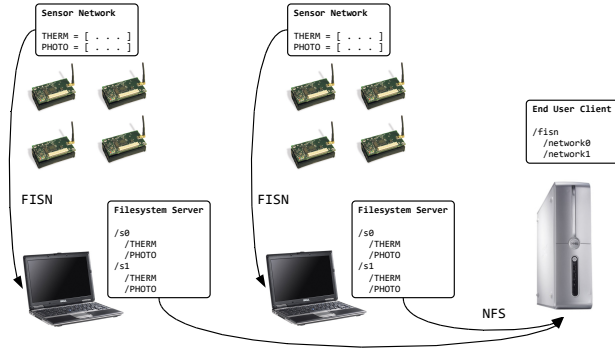 Sensor Network
THERM = [ . . . ]
PHOTO = [ . . . ]
Sensor Network
THERM = [ . . . ]
PHOTO = [ . . . ]
End User Client
/fisn
/network0
/network1
FISN
FISN
Filesystem Server
/s0
/THERM
/PHOTO
/s1
/THERM
/PHOTO
Filesystem Server
/s0
/THERM
/PHOTO
/s1
/THERM
/PHOTO
NFS